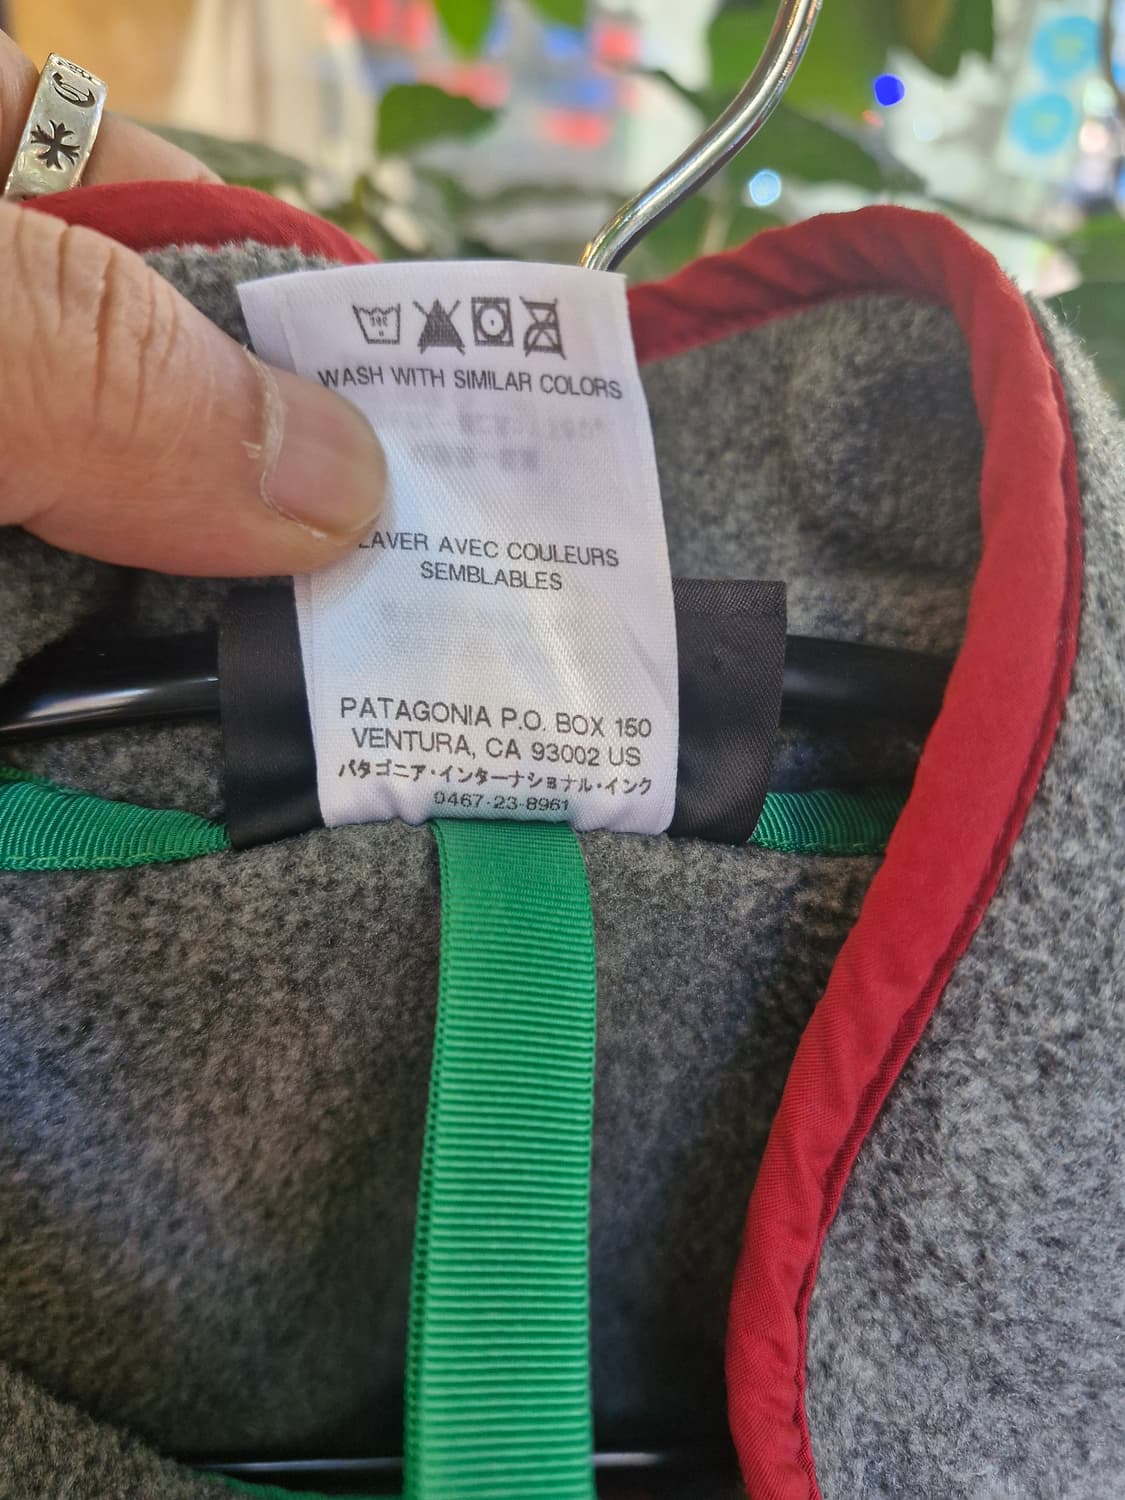 WASH WITH SIMILAR COLORS
LAVER AVEC COULEURS
SEMBLABLES
PATAGONIA P.O. BOX 150
VENTURA, CA 93002 US
パタゴニア・インターナショナル・インク
0467-23-8961